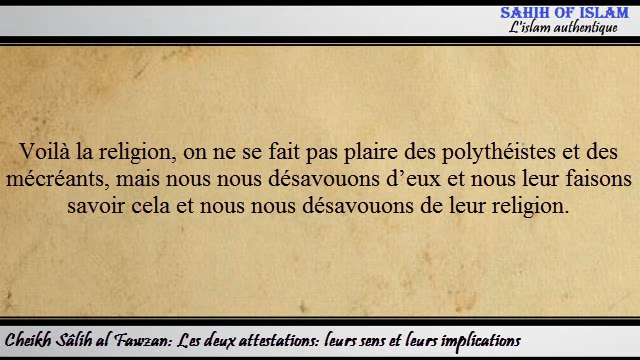 SAHIH OF ISLAM
L'islam authentique
Voilà la religion, on ne se fait pas plaire des polythéistes et des
mécréants, mais nous nous désavouons d’eux et nous leur faisons
savoir cela et nous nous désavouons de leur religion.
Cheikh Sâlih al Fawzan: Les deux attestations: leurs sens et leurs implications